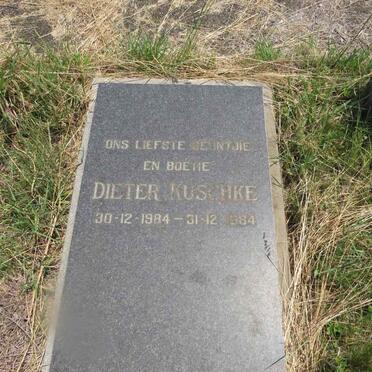 ONS LIEFSTE SEUNTJIE
EN BOETIE
DIETER KUSCHKE
30-12-1984 – 31-12-1984